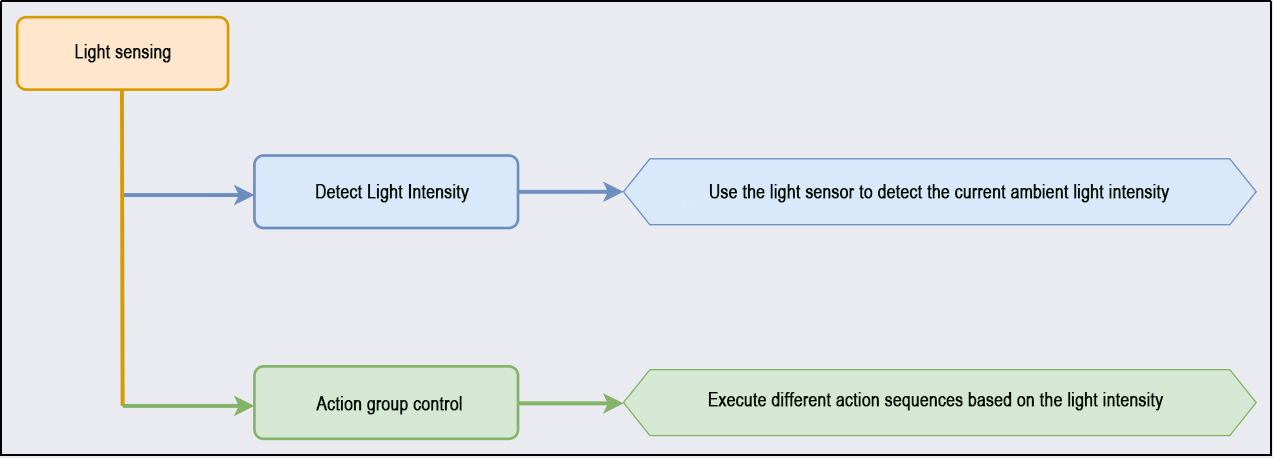 Light sensing
Detect Light Intensity
Use the light sensor to detect the current ambient light intensity
Action group control
Execute different action sequences based on the light intensity